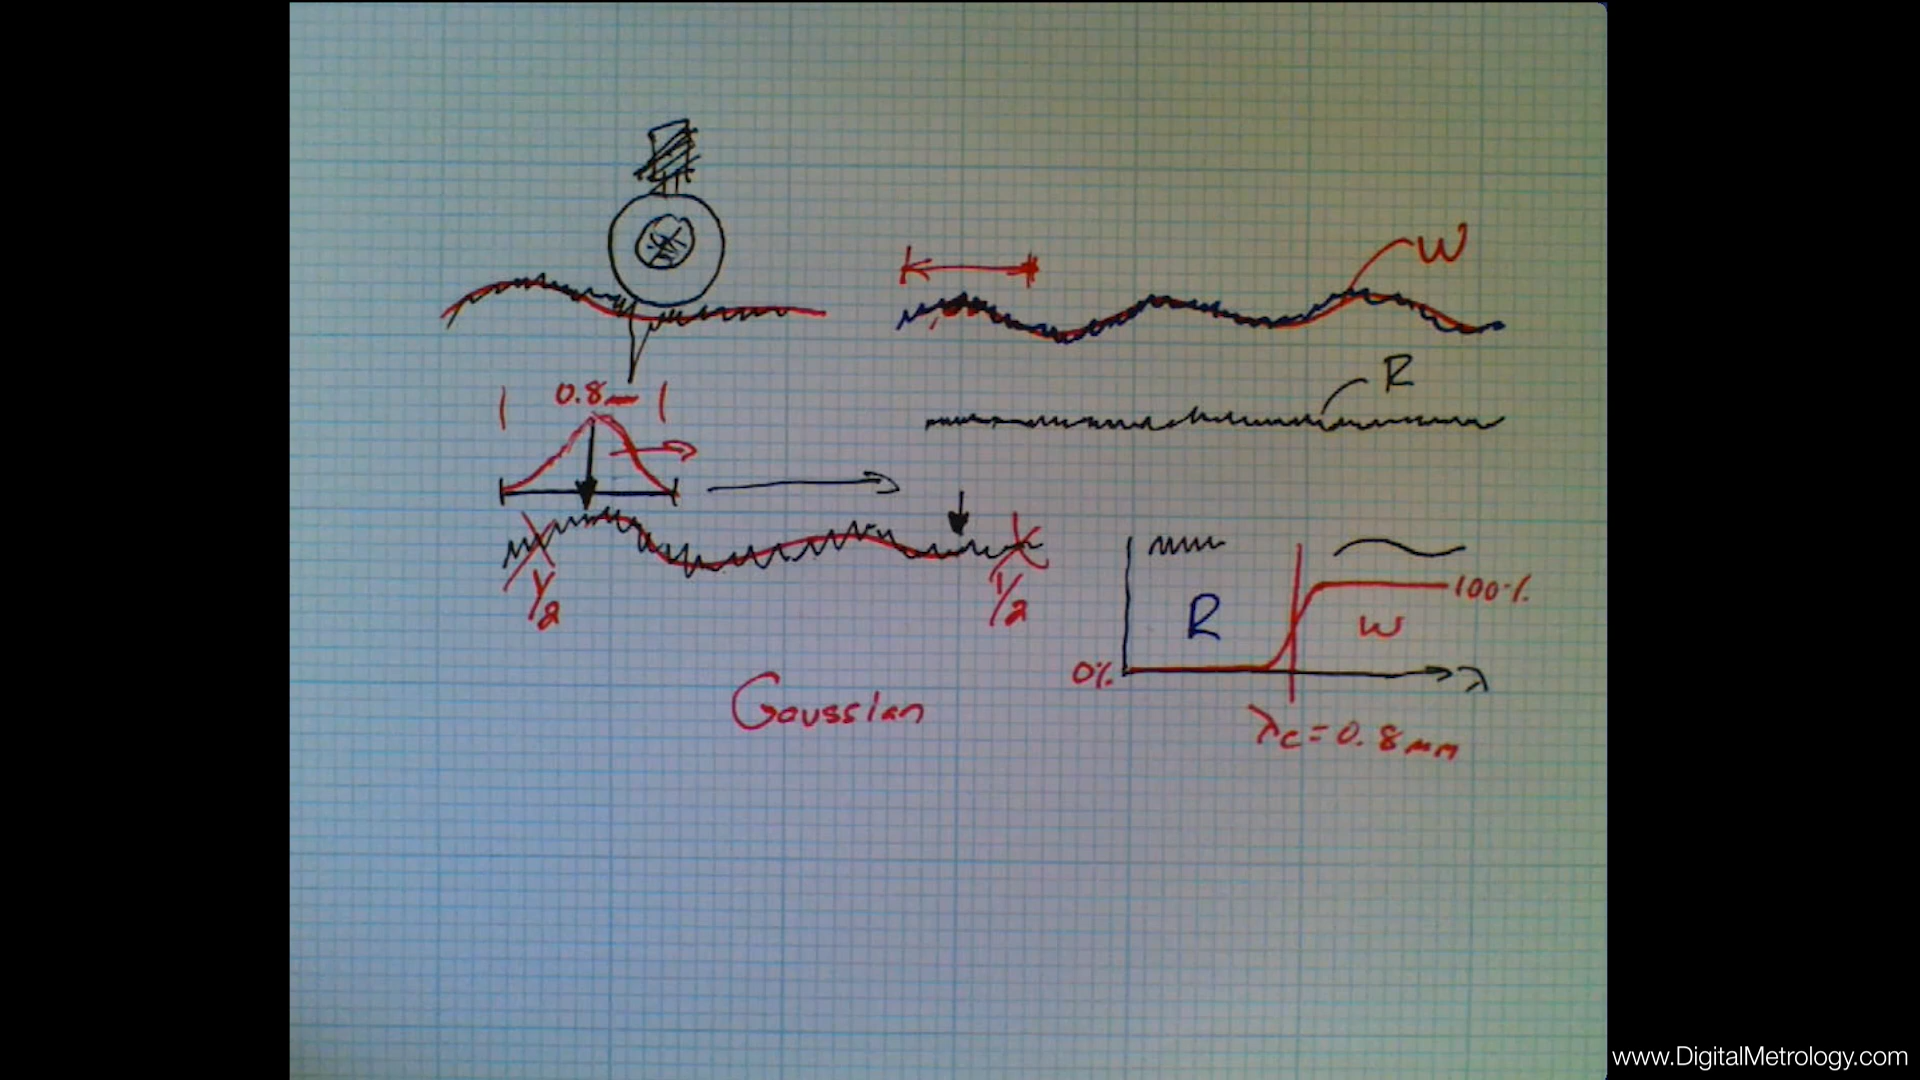 W
R
0.8
1/2
1/2
100%
R
W
0%
λ
Gaussian
λc=0.8mm
www.DigitalMetrology.com